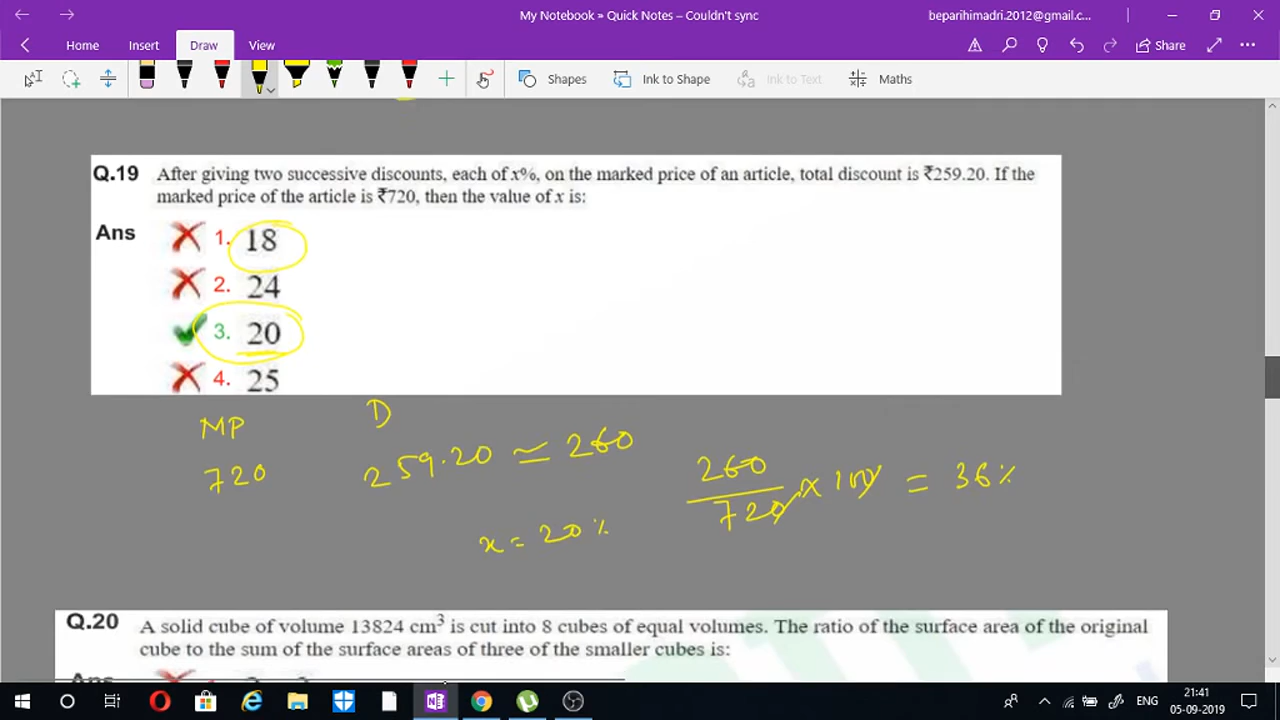 My Notebook » Quick Notes – Couldn't sync
beparihimadri.2012@gmail.c...
Home Insert Draw View
Share
Shapes Ink to Shape Ink to Text Maths
Q.19 After giving two successive discounts, each of x%, on the marked price of an article, total discount is ₹259.20. If the
marked price of the article is ₹720, then the value of x is:
Ans
1. 18
2. 24
3. 20
4. 25
MP D
720 259.20 ≃ 260
260/720 × 100 = 36%
x = 20%
Q.20 A solid cube of volume 13824 cm³ is cut into 8 cubes of equal volumes. The ratio of the surface area of the original
cube to the sum of the surface areas of three of the smaller cubes is:
Ans
ENG
21:41
05-09-2019